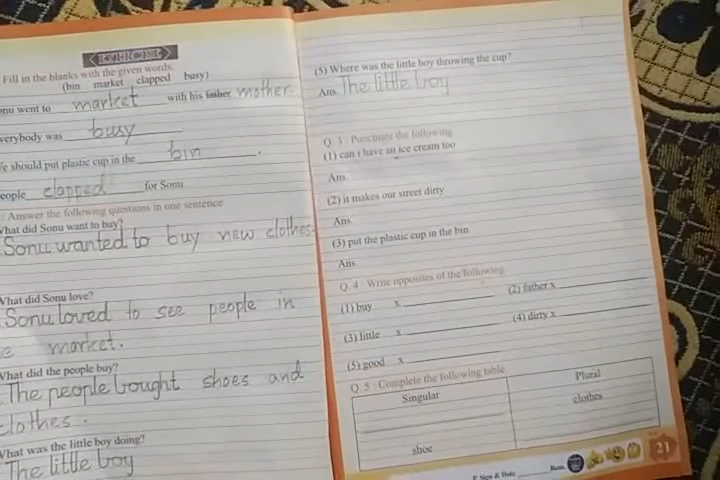 EXERCISE
Fill in the blanks with the given words.
(bin market clapped busy)
onu went to market with his father mother.
verybody was busy
e should put plastic cup in the bin.
eople clapped for Sonu
: Answer the following questions in one sentence
What did Sonu want to buy?
Sonu wanted to buy new clothes.
What did Sonu love?
Sonu loved to see people in
e market.
What did the people buy?
The people bought shoes and
clothes.
What was the little boy doing?
The little boy
(5) Where was the little boy throwing the cup?
Ans. The little boy
Q. 3 : Punctuate the following
(1) can i have an ice cream too
Ans.
(2) it makes our street dirty
Ans.
(3) put the plastic cup in the bin
Ans.
Q. 4 Write opposites of the following
(1) buy x (2) father x
(3) little x (4) dirty x
(5) good x
Q. 5 : Complete the following table.
Singular Plural
clothes
shoe
Sign & Date Rem.
21